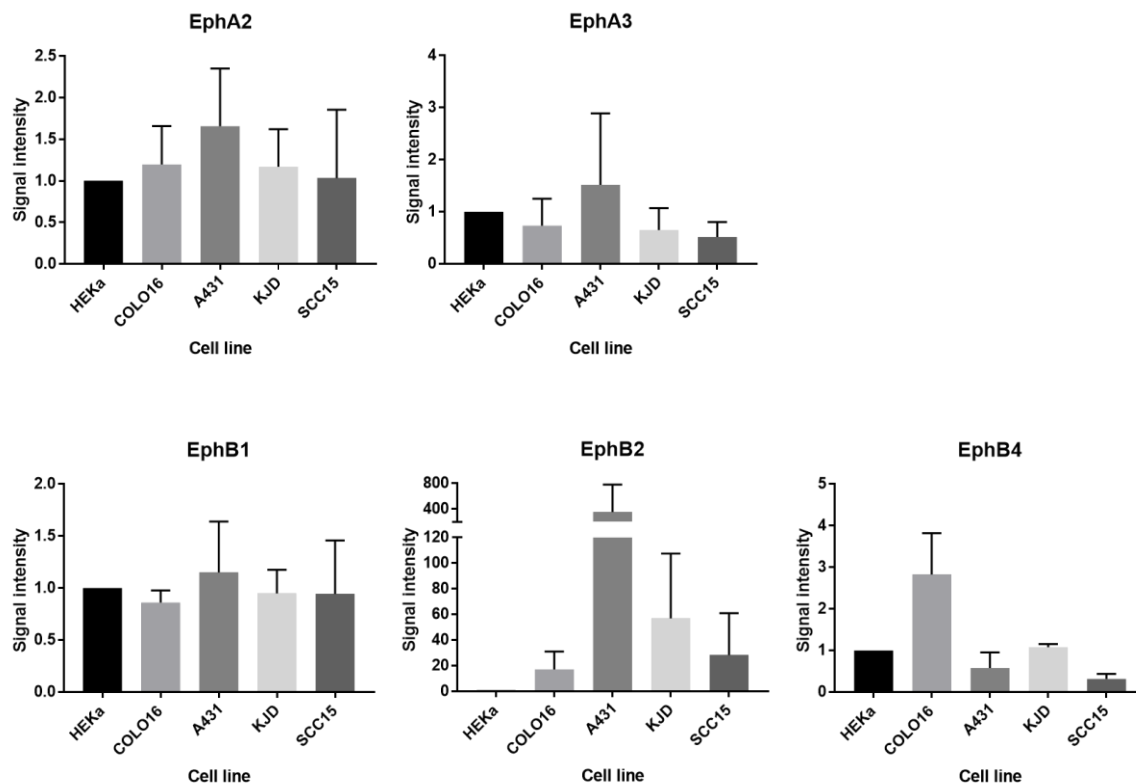 EphA2
Signal intensity
2.5
2.0
1.5
1.0
0.5
0.0
HEKa
COLO16
A431
KJD
SCC15
Cell line
EphA3
Signal intensity
4
3
2
1
0
HEKa
COLO16
A431
KJD
SCC15
Cell line
EphB1
Signal intensity
2.0
1.5
1.0
0.5
0.0
HEKa
COLO16
A431
KJD
SCC15
Cell line
EphB2
Signal intensity
800
400
120
100
80
60
40
20
0
HEKa
COLO16
A431
KJD
SCC15
Cell line
EphB4
Signal intensity
5
4
3
2
1
0
HEKa
COLO16
A431
KJD
SCC15
Cell line